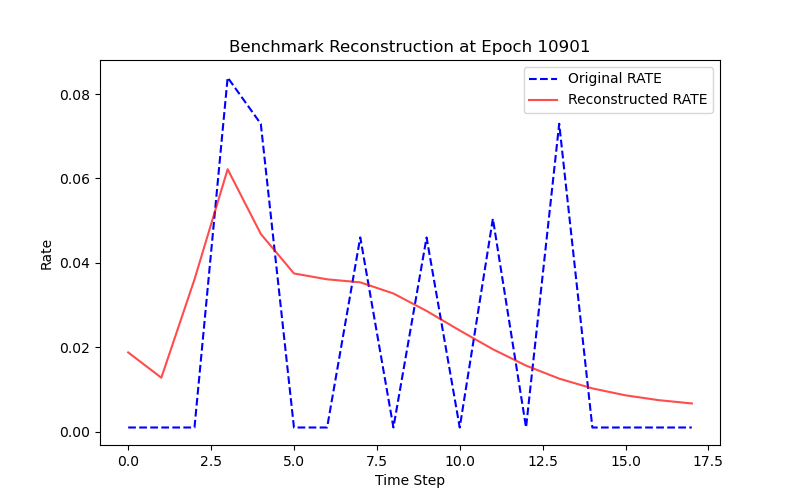 Benchmark Reconstruction at Epoch 10901
Original RATE
Reconstructed RATE
0.08
0.06
0.04
0.02
0.00
Rate
0.0 2.5 5.0 7.5 10.0 12.5 15.0 17.5
Time Step